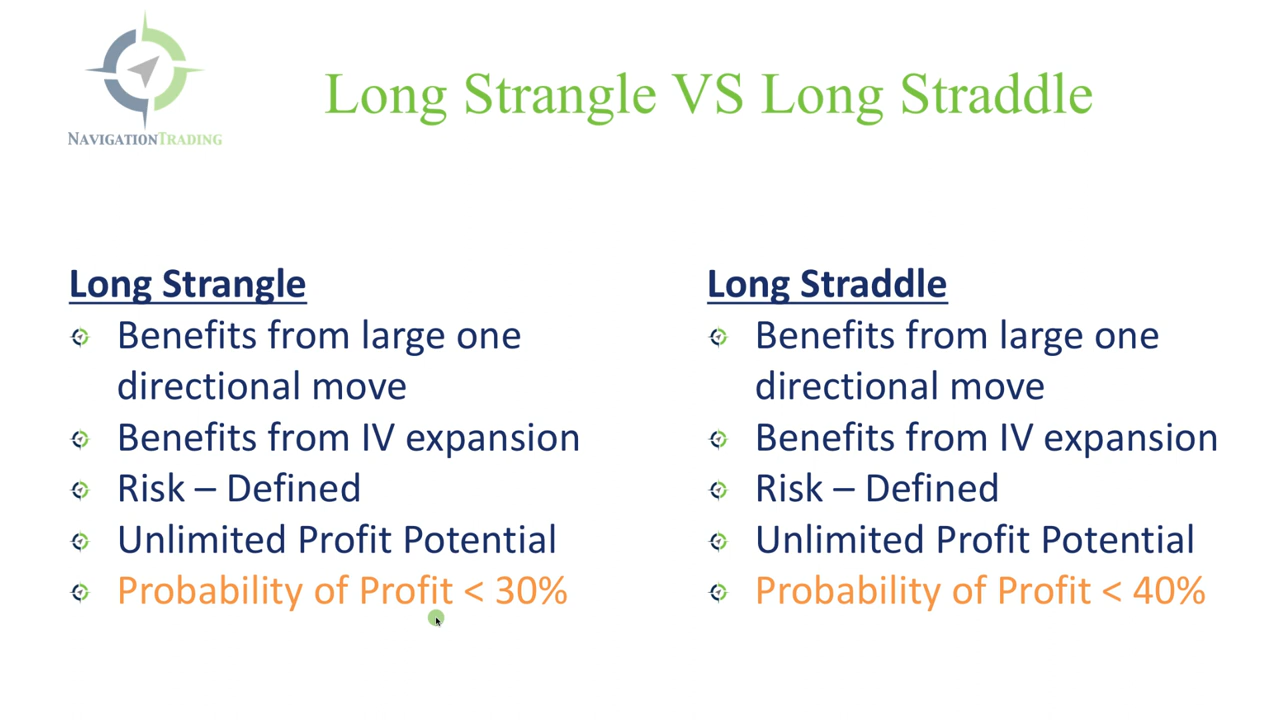 NAVIGATIONTRADING
Long Strangle VS Long Straddle
Long Strangle
Benefits from large one
directional move
Benefits from IV expansion
Risk – Defined
Unlimited Profit Potential
Probability of Profit < 30%
Long Straddle
Benefits from large one
directional move
Benefits from IV expansion
Risk – Defined
Unlimited Profit Potential
Probability of Profit < 40%